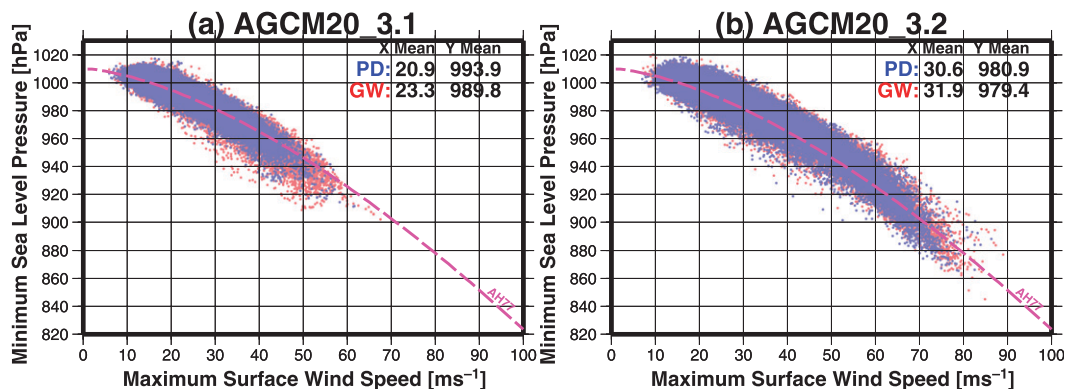 (a) AGCM20_3.1
Minimum Sea Level Pressure [hPa]
1020
1000
980
960
940
920
900
880
860
840
820
X Mean Y Mean
PD: 20.9 993.9
GW: 23.3 989.8
AH77
0 10 20 30 40 50 60 70 80 90 100
Maximum Surface Wind Speed [ms⁻¹]
(b) AGCM20_3.2
Minimum Sea Level Pressure [hPa]
1020
1000
980
960
940
920
900
880
860
840
820
X Mean Y Mean
PD: 30.6 980.9
GW: 31.9 979.4
AH77
0 10 20 30 40 50 60 70 80 90 100
Maximum Surface Wind Speed [ms⁻¹]